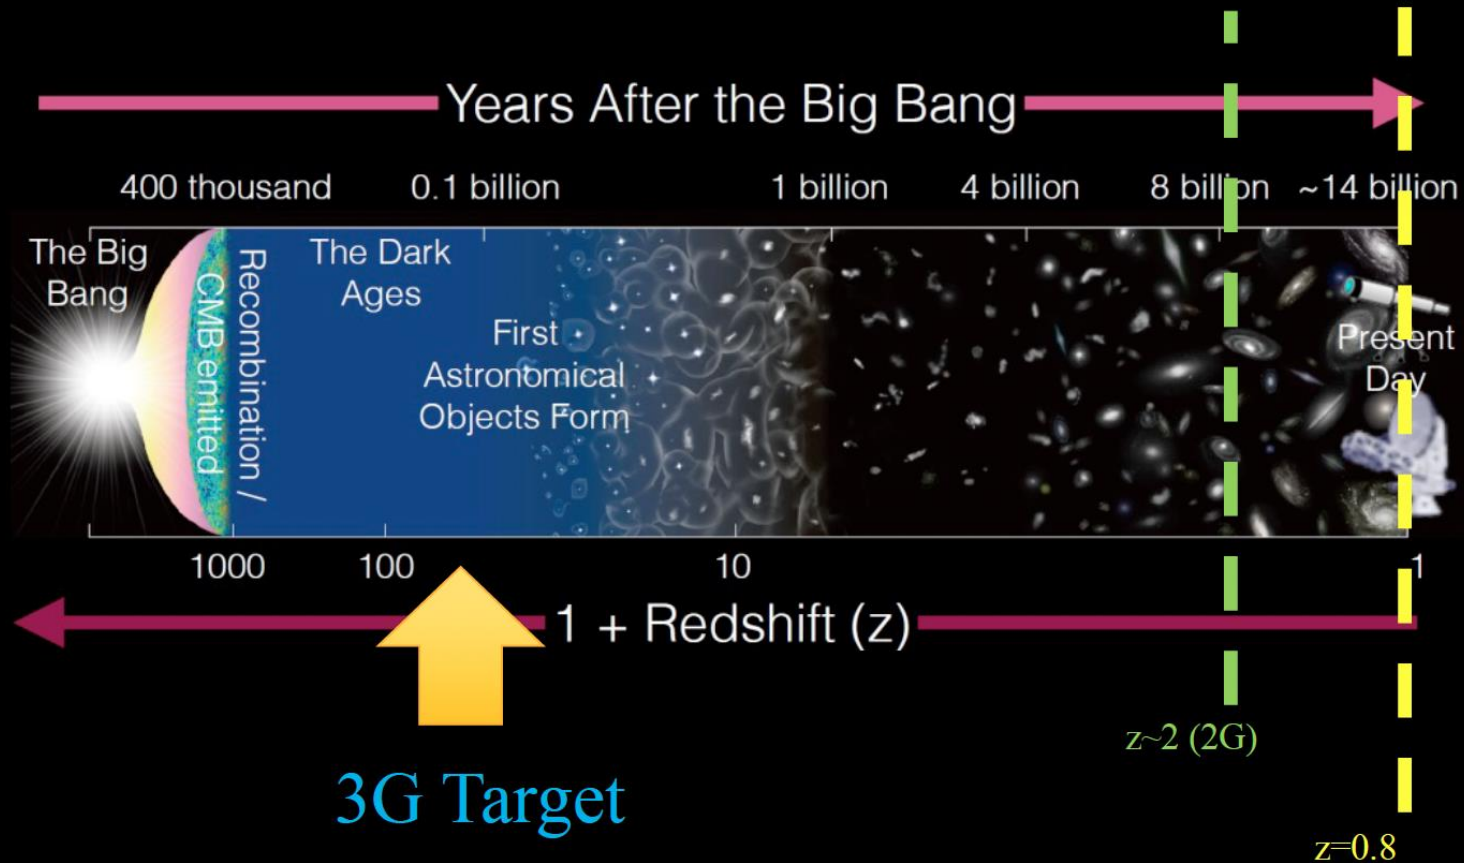 Years After the Big Bang
400 thousand
0.1 billion
1 billion
4 billion
8 billion
~14 billion
The Big
Bang
CMB emitted
Recombination /
The Dark
Ages
First
Astronomical
Objects Form
Present
Day
1000
100
10
1
1 + Redshift (z)
z~2 (2G)
3G Target
z=0.8